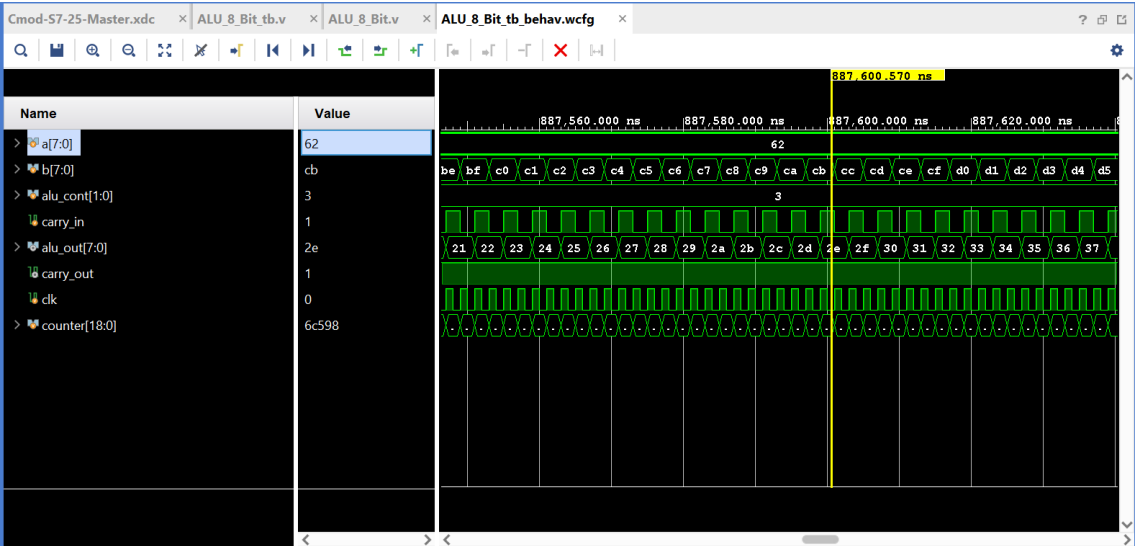 Cmod-S7-25-Master.xdc × ALU_8_Bit_tb.v × ALU_8_Bit.v × ALU_8_Bit_tb_behav.wcfg × ?
887,600.570 ns
Name Value
887,560.000 ns 887,580.000 ns 887,600.000 ns 887,620.000 ns
a[7:0] 62 62
b[7:0] cb be bf c0 c1 c2 c3 c4 c5 c6 c7 c8 c9 ca cb cc cd ce cf d0 d1 d2 d3 d4 d5
alu_cont[1:0] 3 3
carry_in 1
alu_out[7:0] 2e 21 22 23 24 25 26 27 28 29 2a 2b 2c 2d 2e 2f 30 31 32 33 34 35 36 37
carry_out 1
clk 0
counter[18:0] 6c598 . . . . . . . . . . . . . . . . . . . . . . .